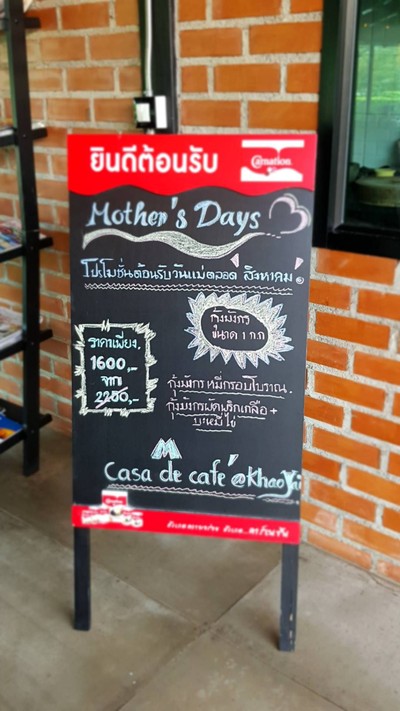 ยินดีต้อนรับ
Carnation
Mother's Days
โปรโมชั่นต้อนรับวันแม่ตลอด สิงหาคม
กุ้งมังกร
ขนาด 1 ก.ก
ราคาเพียง
1600.-
จาก
2250.-
กุ้งมังกร หมี่กรอบโบราณ.
กุ้งมังกรผัดพริกเกลือ +
บะหมี่ไข่
Casa de café @Khao Yai